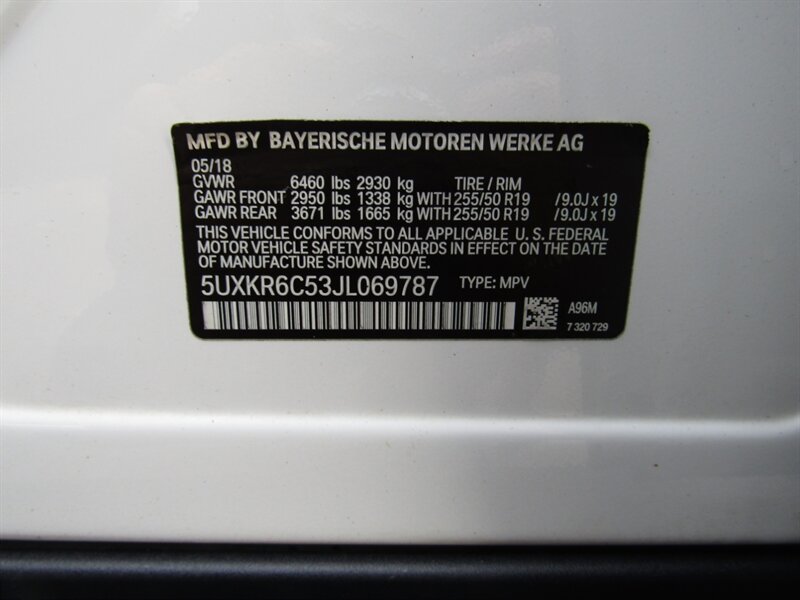 MFD BY BAYERISCHE MOTOREN WERKE AG
05/18
GVWR 6460 lbs 2930 kg TIRE / RIM
GAWR FRONT 2950 lbs 1338 kg WITH 255/50 R19 /9.0J x 19
GAWR REAR 3671 lbs 1665 kg WITH 255/50 R19 /9.0J x 19
THIS VEHICLE CONFORMS TO ALL APPLICABLE U. S. FEDERAL
MOTOR VEHICLE SAFETY STANDARDS IN EFFECT ON THE DATE
OF MANUFACTURE SHOWN ABOVE.
5UXKR6C53JL069787 TYPE: MPV
A96M
7 320 729